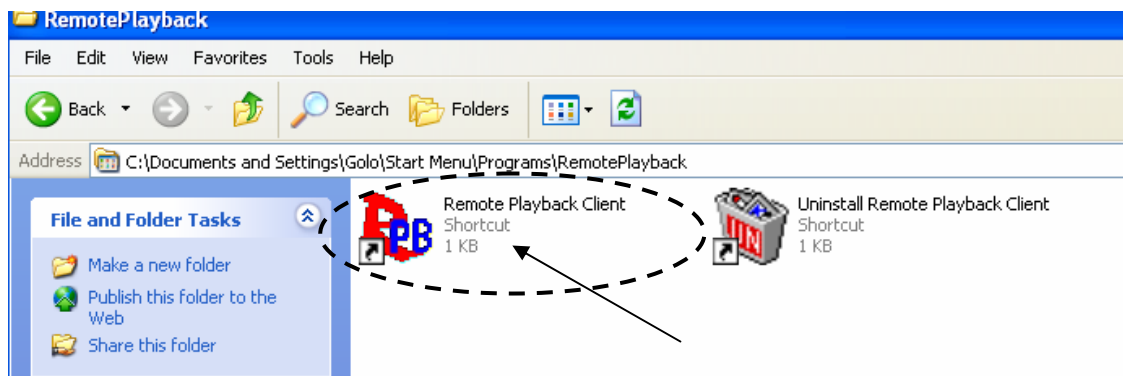 RemotePlayback
File Edit View Favorites Tools Help
Back Search Folders
Address C:\Documents and Settings\Golo\Start Menu\Programs\RemotePlayback
File and Folder Tasks
Make a new folder
Publish this folder to the
Web
Share this folder
RPB
Remote Playback Client
Shortcut
1 KB
UN
Uninstall Remote Playback Client
Shortcut
1 KB